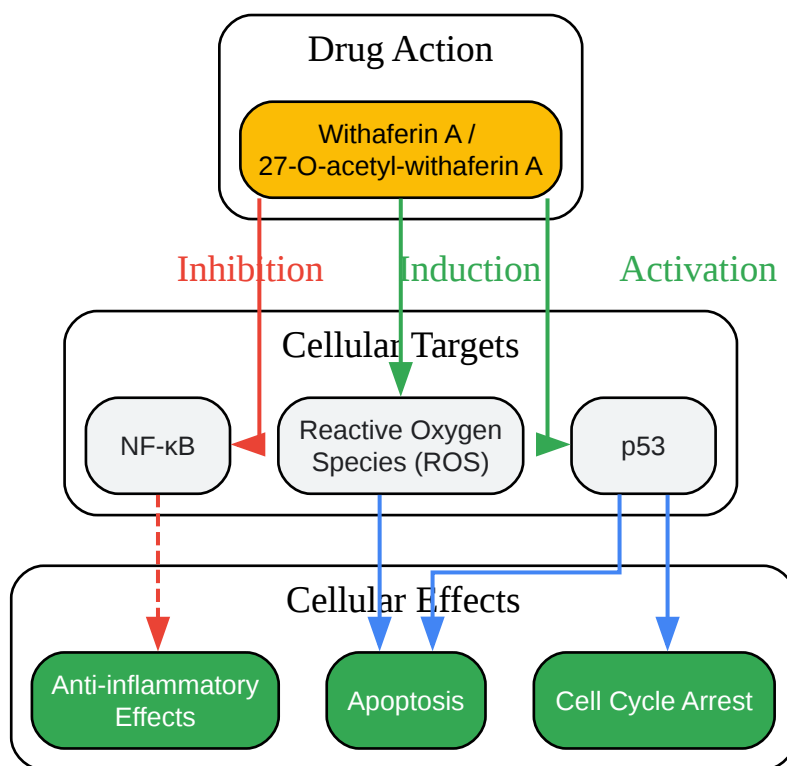 Drug Action
Withaferin A /
27-O-acetyl-withaferin A
Inhibition
Induction
Activation
Cellular Targets
NF-κB
Reactive Oxygen
Species (ROS)
p53
Cellular Effects
Anti-inflammatory
Effects
Apoptosis
Cell Cycle Arrest